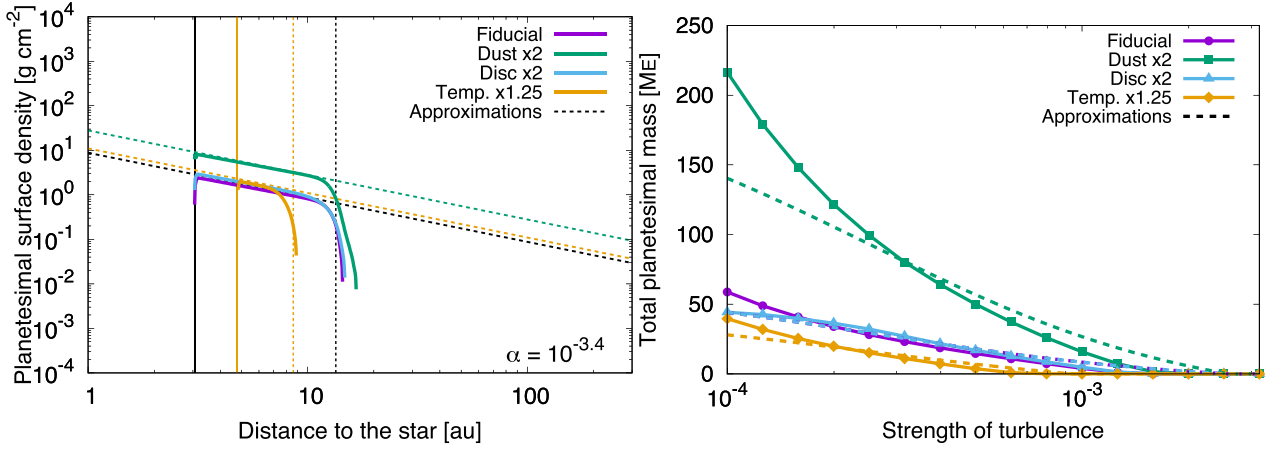 Planetesimal surface density [g cm⁻²]
10⁴
10³
10²
10¹
10⁰
10⁻¹
10⁻²
10⁻³
10⁻⁴
Fiducial
Dust x2
Disc x2
Temp. x1.25
Approximations
α = 10⁻³·⁴
1
10
100
Distance to the star [au]
Total planetesimal mass [ME]
250
200
150
100
50
0
Fiducial
Dust x2
Disc x2
Temp. x1.25
Approximations
10⁻⁴
10⁻³
Strength of turbulence